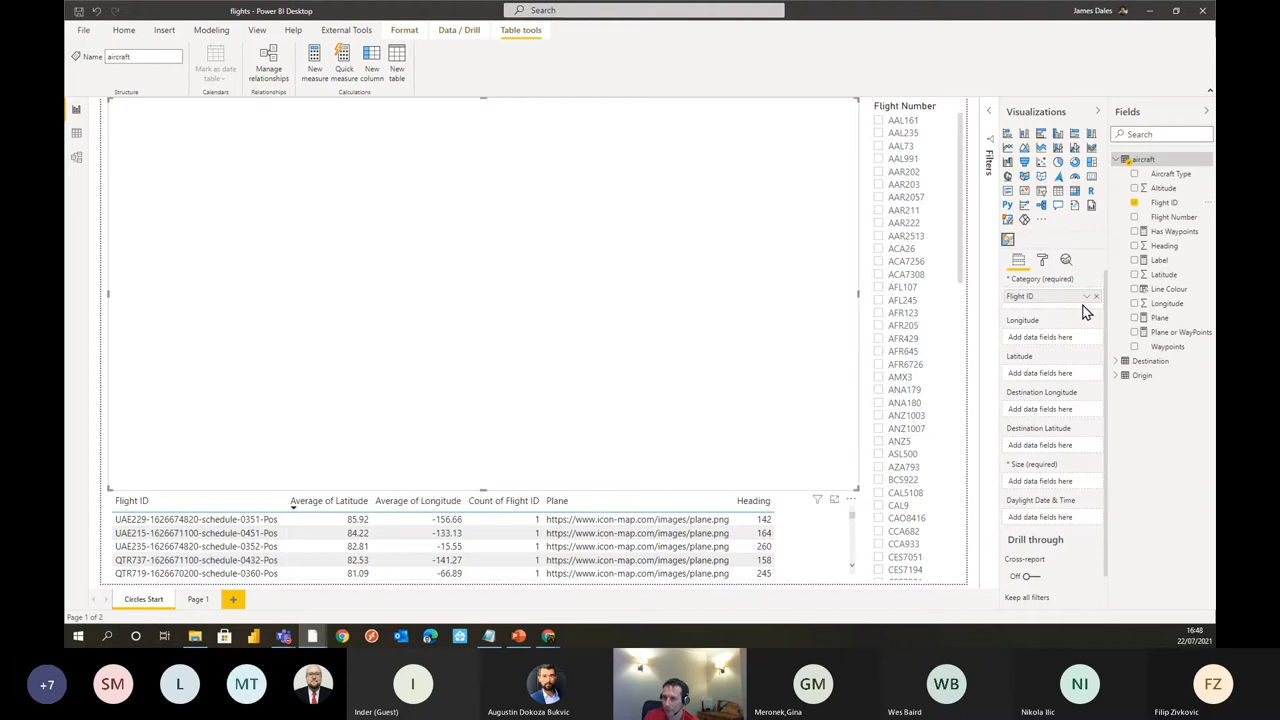 flights - Power BI Desktop
Search
James Dales
File
Home
Insert
Modeling
View
Help
External Tools
Format
Data / Drill
Table tools
Name
aircraft
Mark as date
table
Manage
relationships
New
measure
Quick
measure
New
column
New
table
Structure
Calendars
Relationships
Calculations
Flight Number
AAL161
AAL235
AAL73
AAL991
AAR202
AAR203
AAR2057
AAR211
AAR222
AAR2513
ACA26
ACA7256
ACA7308
AFL107
AFL245
AFR123
AFR205
AFR429
AFR645
AFR6726
AMX3
ANA179
ANA180
ANZ1003
ANZ1007
ANZ5
ASL500
AZA793
BCS922
CAL5108
CAL9
CAO8416
CCA682
CCA933
CES7051
CES7194
Filters
Visualizations
* Category (required)
Flight ID
Longitude
Add data fields here
Latitude
Add data fields here
Destination Longitude
Add data fields here
Destination Latitude
Add data fields here
* Size (required)
Add data fields here
Daylight Date & Time
Add data fields here
Drill through
Cross-report
Off
Keep all filters
Fields
Search
aircraft
Aircraft Type
Altitude
Flight ID
Flight Number
Has Waypoints
Heading
Label
Latitude
Line Colour
Longitude
Plane
Plane or WayPoints
Waypoints
Destination
Origin
Flight ID Average of Latitude Average of Longitude Count of Flight ID Plane Heading
UAE229-1626674820-schedule-0351-Pos 85.92 -156.66 1 https://www.icon-map.com/images/plane.png 142
UAE215-1626671100-schedule-0451-Pos 84.22 -133.13 1 https://www.icon-map.com/images/plane.png 164
UAE235-1626674820-schedule-0352-Pos 82.81 -15.55 1 https://www.icon-map.com/images/plane.png 260
QTR737-1626671100-schedule-0432-Pos 82.53 -141.27 1 https://www.icon-map.com/images/plane.png 158
QTR719-1626670200-schedule-0360-Pos 81.09 -66.89 1 https://www.icon-map.com/images/plane.png 245
Circles Start
Page 1
Page 1 of 2
16:48
22/07/2021
+7
SM
L
MT
I
Inder (Guest)
Augustin Dokoza Bukvic
GM
Meronek,Gina
WB
Wes Baird
NI
Nikola Ilic
FZ
Filip Zivkovic